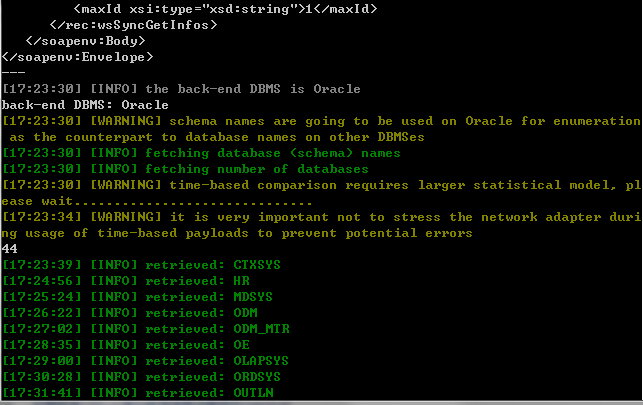 <maxId xsi:type="xsd:string">1</maxId>
</rec:wsSyncGetInfos>
</soapenv:Body>
</soapenv:Envelope>
---
[17:23:30] [INFO] the back-end DBMS is Oracle
back-end DBMS: Oracle
[17:23:30] [WARNING] schema names are going to be used on Oracle for enumeration
as the counterpart to database names on other DBMSes
[17:23:30] [INFO] fetching database (schema) names
[17:23:30] [INFO] fetching number of databases
[17:23:30] [WARNING] time-based comparison requires larger statistical model, pl
ease wait..............................
[17:23:34] [WARNING] it is very important not to stress the network adapter duri
ng usage of time-based payloads to prevent potential errors
44
[17:23:39] [INFO] retrieved: CTXSYS
[17:24:56] [INFO] retrieved: HR
[17:25:24] [INFO] retrieved: MDSYS
[17:26:22] [INFO] retrieved: ODM
[17:27:02] [INFO] retrieved: ODM_MTR
[17:28:35] [INFO] retrieved: OE
[17:29:00] [INFO] retrieved: OLAPSYS
[17:30:28] [INFO] retrieved: ORDSYS
[17:31:41] [INFO] retrieved: OUTLN